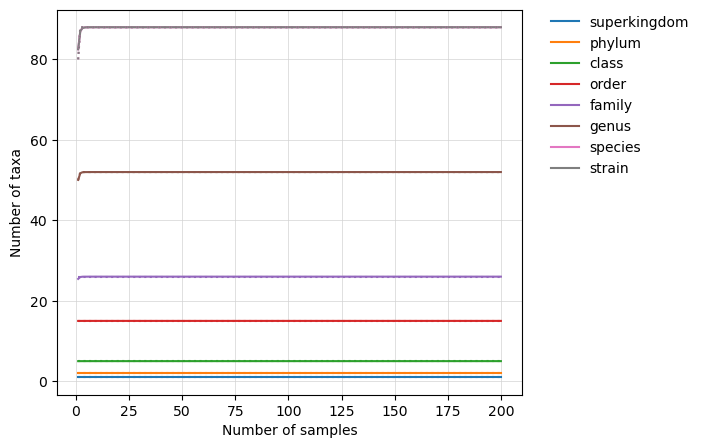 superkingdom
phylum
class
order
family
genus
species
strain
Number of taxa
80
60
40
20
0
0 25 50 75 100 125 150 175 200
Number of samples